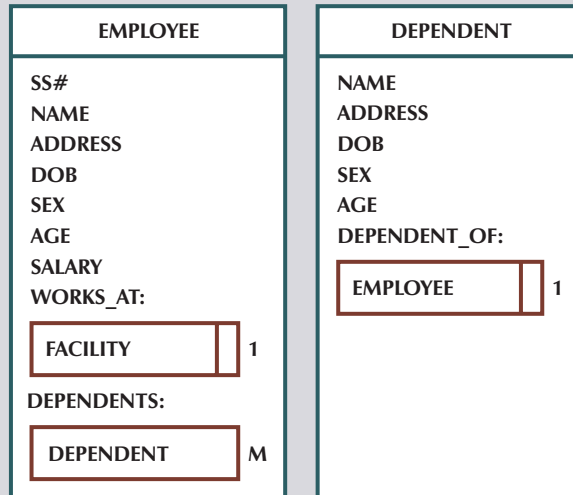 EMPLOYEE
SS#
NAME
ADDRESS
DOB
SEX
AGE
SALARY
WORKS_AT:
FACILITY 1
DEPENDENTS:
DEPENDENT M
DEPENDENT
NAME
ADDRESS
DOB
SEX
AGE
DEPENDENT_OF:
EMPLOYEE 1